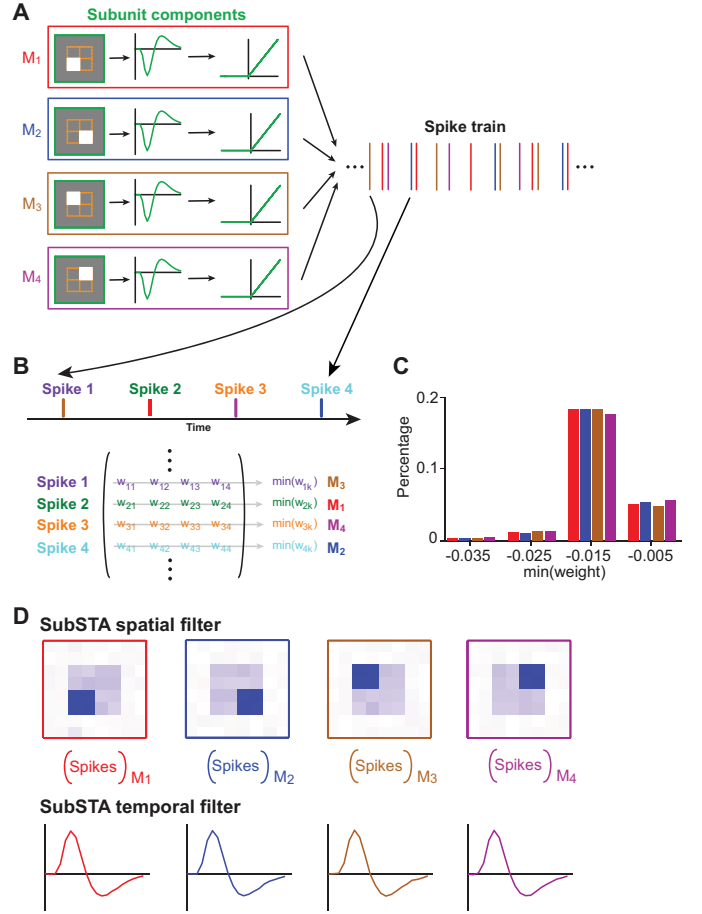 A
Subunit components
M1
M2
M3
M4
Spike train
...
...
B
Spike 1 Spike 2 Spike 3 Spike 4
Time
Spike 1 w11 w12 w13 w14 min(w1k) M3
Spike 2 w21 w22 w23 w24 min(w2k) M1
Spike 3 w31 w32 w33 w34 min(w3k) M4
Spike 4 w41 w42 w43 w44 min(w4k) M2
C
Percentage
0.2
0.1
0
-0.035 -0.025 -0.015 -0.005
min(weight)
D
SubSTA spatial filter
(Spikes)M1 (Spikes)M2 (Spikes)M3 (Spikes)M4
SubSTA temporal filter